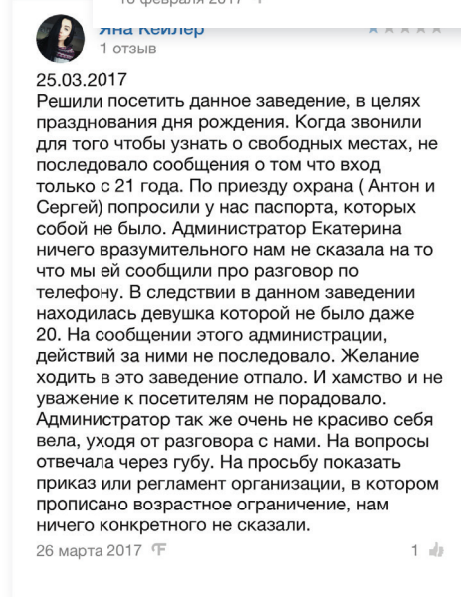 16 февраля 2017
Яна Кейлер
1 отзыв
25.03.2017
Решили посетить данное заведение, в целях
празднования дня рождения. Когда звонили
для того чтобы узнать о свободных местах, не
последовало сообщения о том что вход
только с 21 года. По приезду охрана ( Антон и
Сергей) попросили у нас паспорта, которых
собой не было. Администратор Екатерина
ничего вразумительного нам не сказала на то
что мы ей сообщили про разговор по
телефону. В следствии в данном заведении
находилась девушка которой не было даже
20. На сообщении этого администрации,
действий за ними не последовало. Желание
ходить в это заведение отпало. И хамство и не
уважение к посетителям не порадовало.
Администратор так же очень не красиво себя
вела, уходя от разговора с нами. На вопросы
отвечала через губу. На просьбу показать
приказ или регламент организации, в котором
прописано возрастное ограничение, нам
ничего конкретного не сказали.
26 марта 2017
1